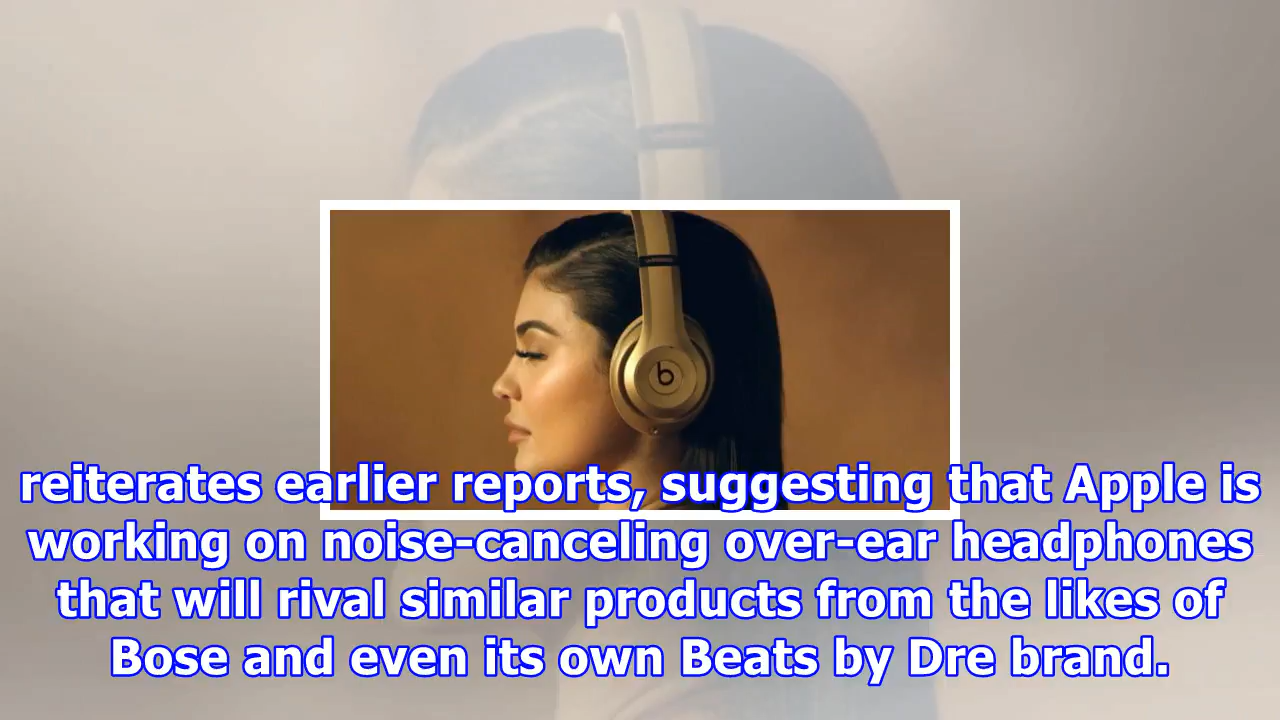 b
reiterates earlier reports, suggesting that Apple is
working on noise-canceling over-ear headphones
that will rival similar products from the likes of
Bose and even its own Beats by Dre brand.